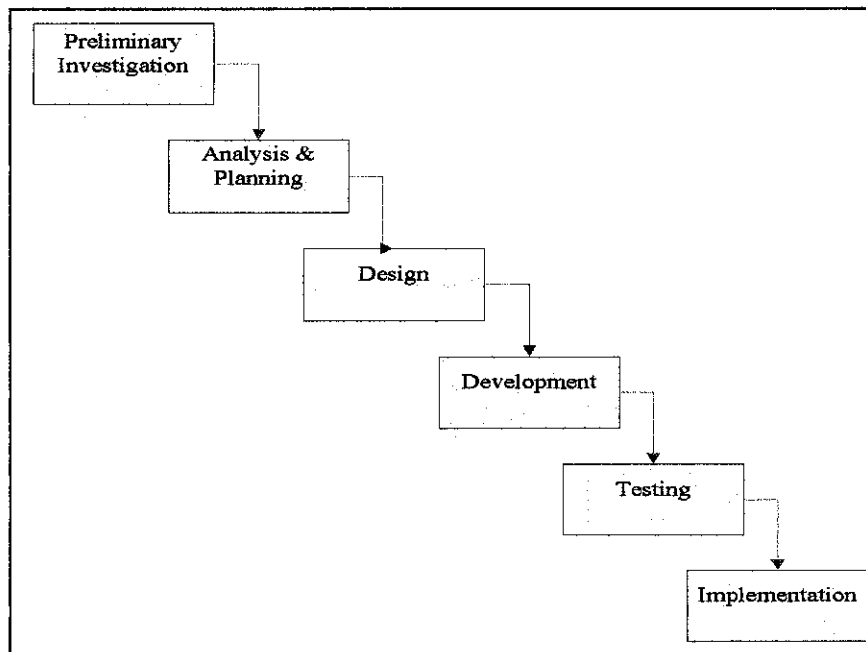 Preliminary
Investigation
Analysis &
Planning
Design
Development
Testing
Implementation